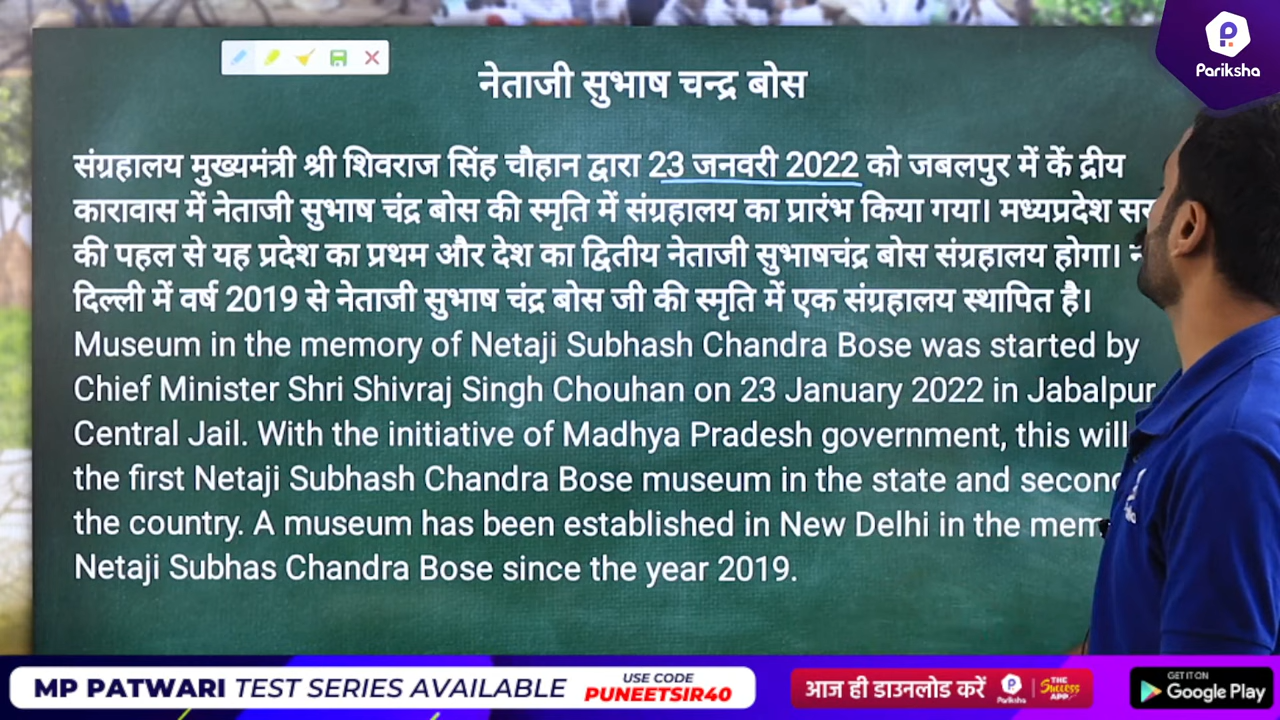 Pariksha
नेताजी सुभाष चन्द्र बोस
संग्रहालय मुख्यमंत्री श्री शिवराज सिंह चौहान द्वारा 23 जनवरी 2022 को जबलपुर में कें द्रीय
कारावास में नेताजी सुभाष चंद्र बोस की स्मृति में संग्रहालय का प्रारंभ किया गया। मध्यप्रदेश
की पहल से यह प्रदेश का प्रथम और देश का द्वितीय नेताजी सुभाषचंद्र बोस संग्रहालय होगा।
दिल्ली में वर्ष 2019 से नेताजी सुभाष चंद्र बोस जी की स्मृति में एक संग्रहालय स्थापित है।
Museum in the memory of Netaji Subhash Chandra Bose was started by
Chief Minister Shri Shivraj Singh Chouhan on 23 January 2022 in Jabalpur
Central Jail. With the initiative of Madhya Pradesh government, this will
the first Netaji Subhash Chandra Bose museum in the state and
the country. A museum has been established in New Delhi in the
Netaji Subhas Chandra Bose since the year 2019.
MP PATWARI TEST SERIES AVAILABLE
USE CODE
PUNEETSIR40
आज ही डाउनलोड करें
Pariksha
THE Success APP
GET IT ON
Google Play